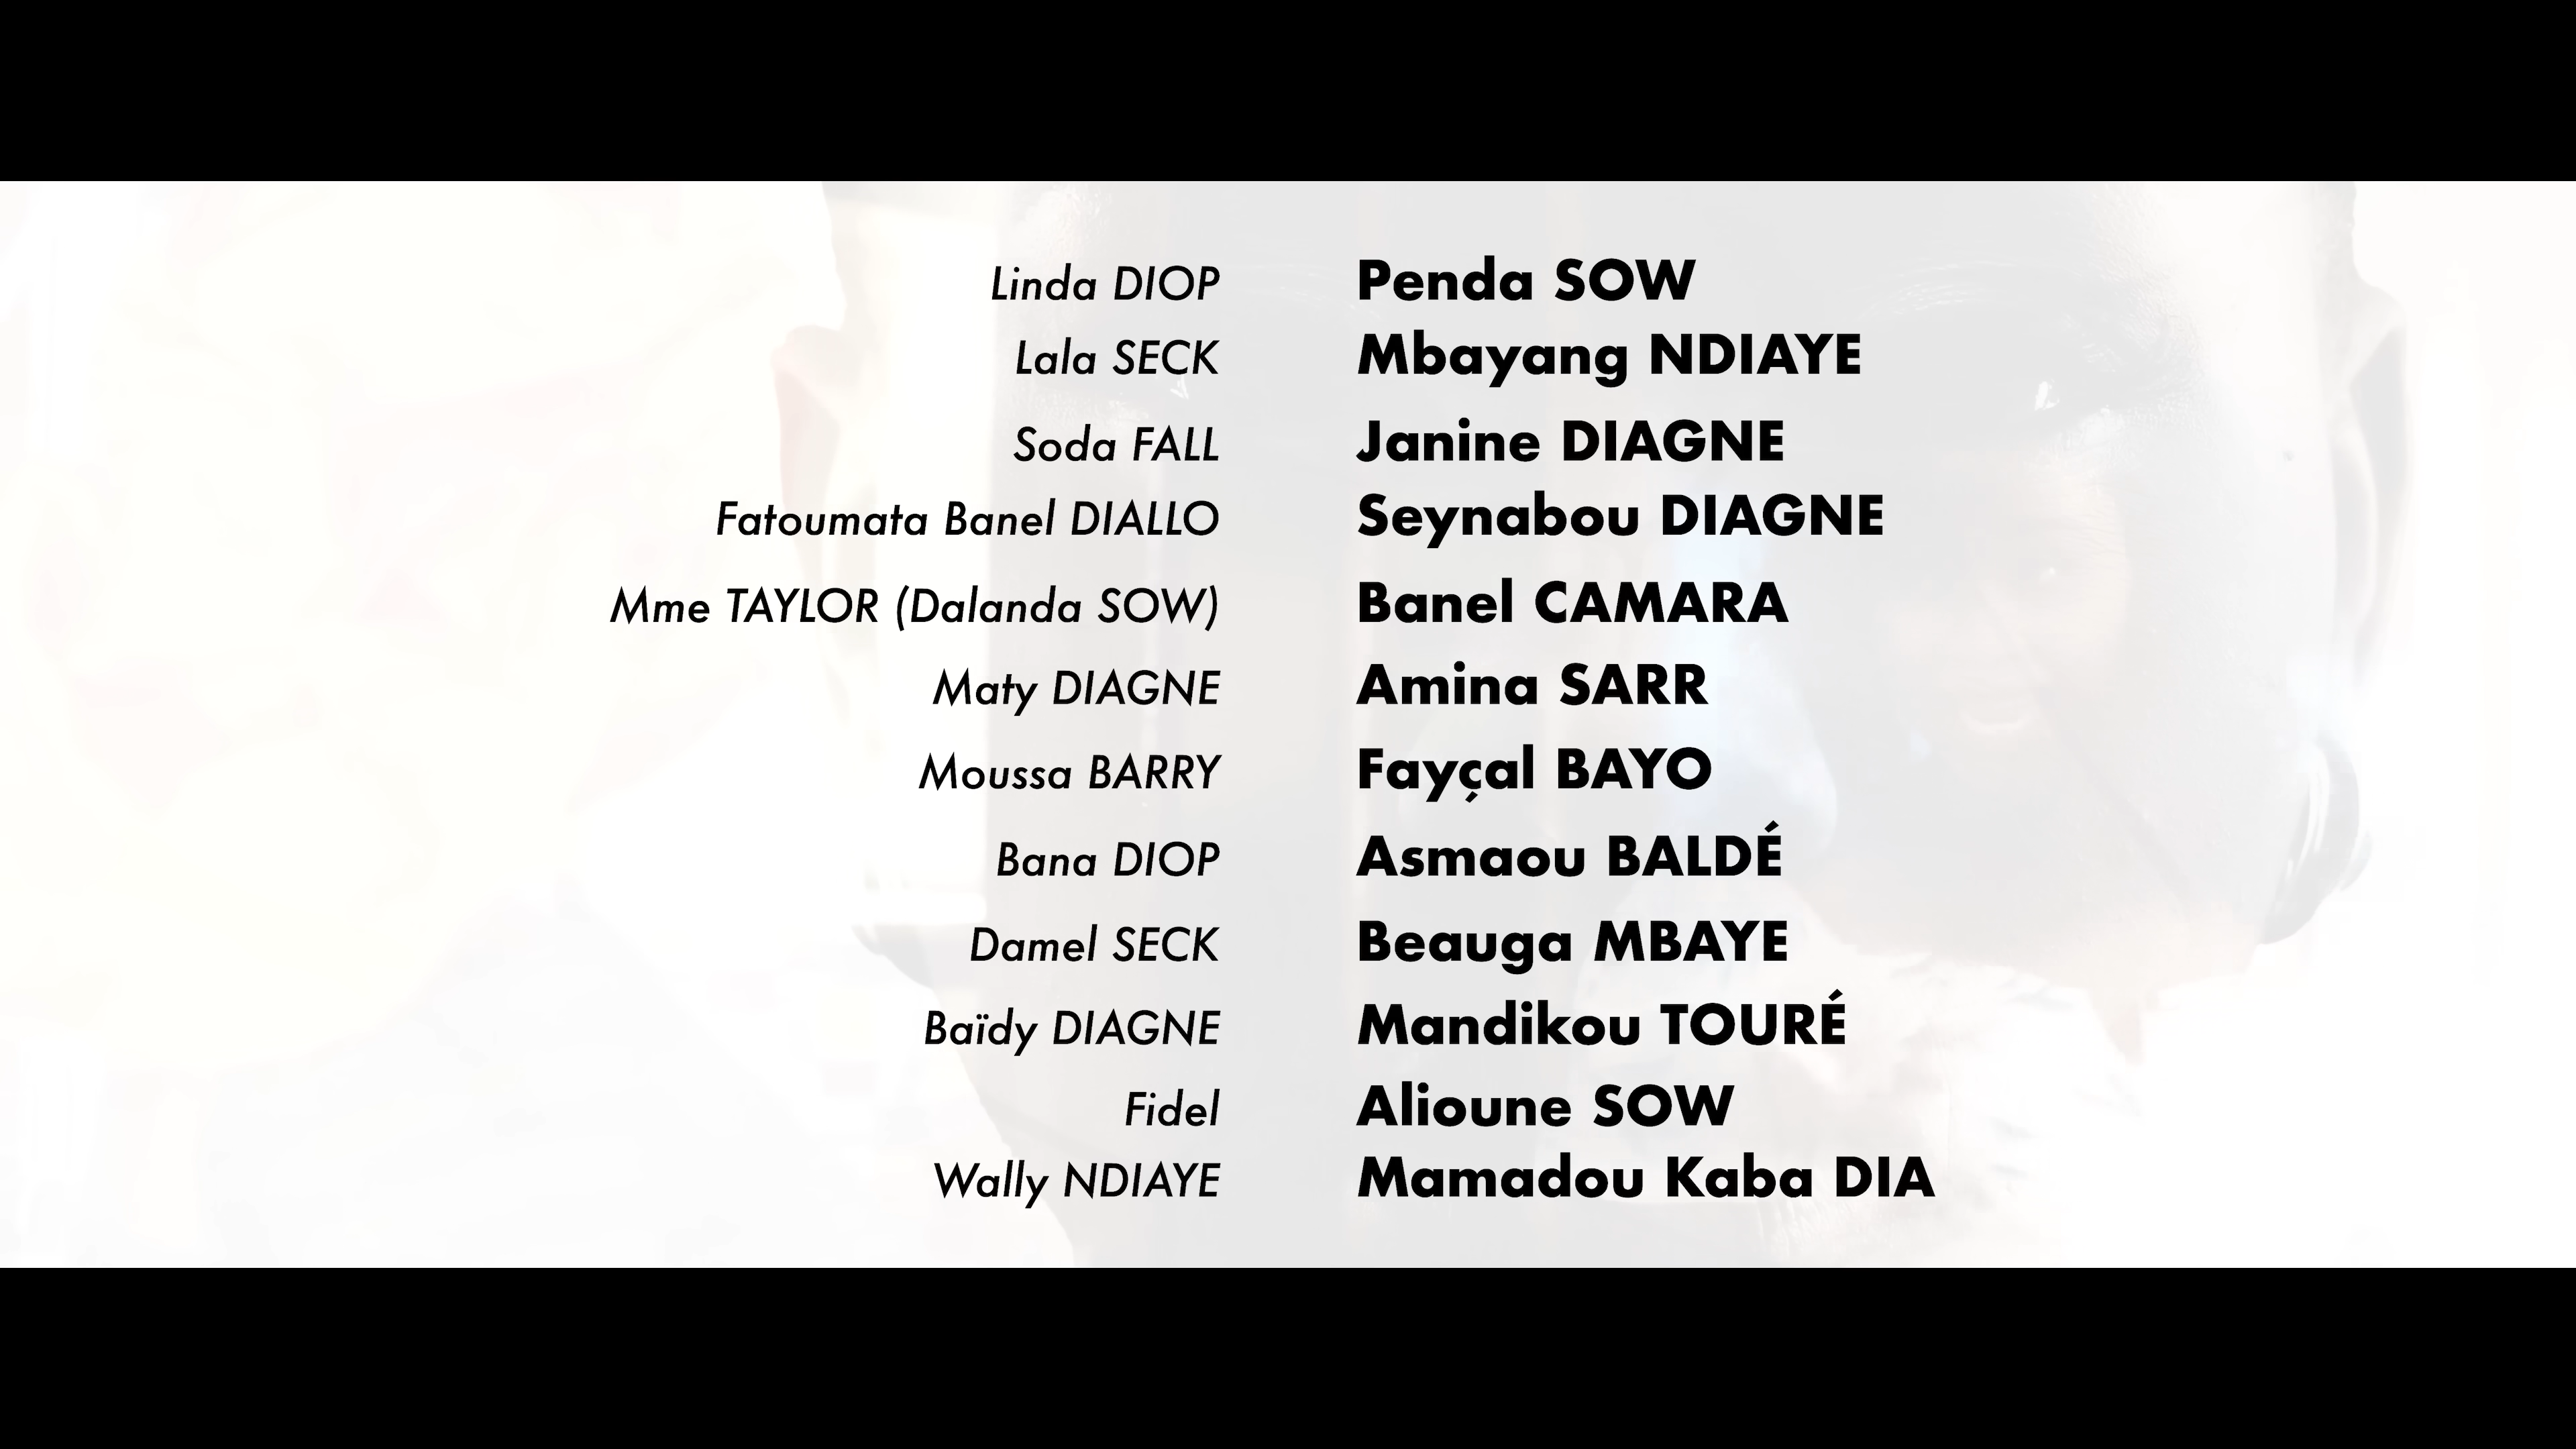 Linda DIOP Penda SOW
Lala SECK Mbayang NDIAYE
Soda FALL Janine DIAGNE
Fatoumata Banel DIALLO Seynabou DIAGNE
Mme TAYLOR (Dalanda SOW) Banel CAMARA
Maty DIAGNE Amina SARR
Moussa BARRY Fayçal BAYO
Bana DIOP Asmaou BALDÉ
Damel SECK Beauga MBAYE
Baïdy DIAGNE Mandikou TOURÉ
Fidel Alioune SOW
Wally NDIAYE Mamadou Kaba DIA